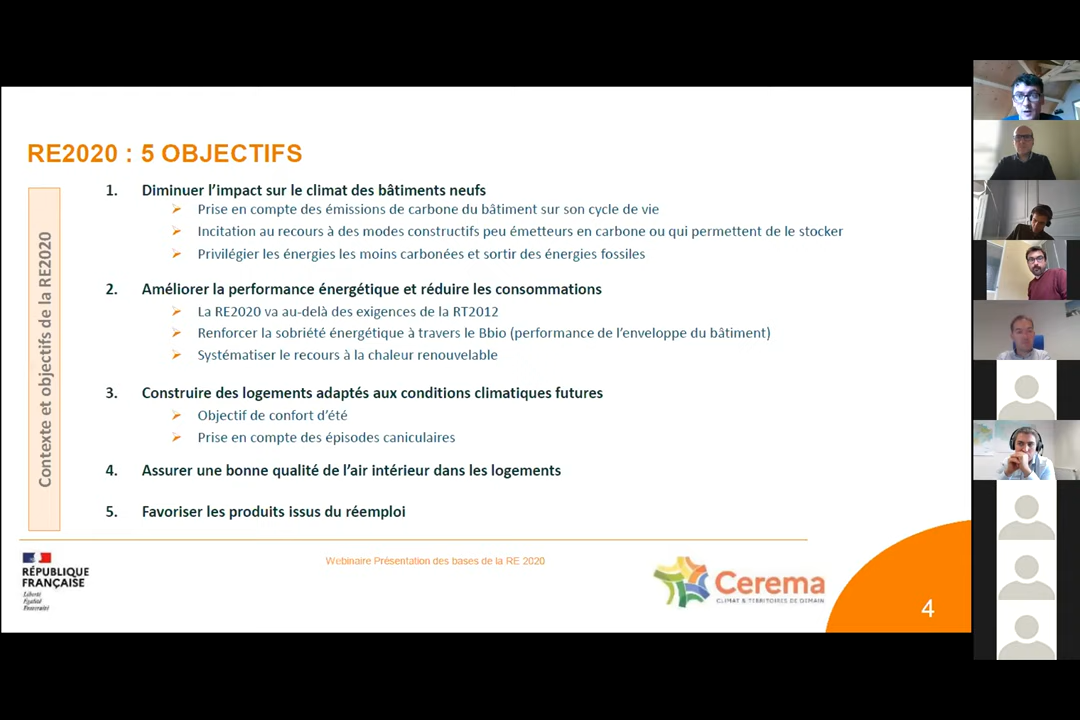 RE2020 : 5 OBJECTIFS
Contexte et objectifs de la RE2020
1. Diminuer l’impact sur le climat des bâtiments neufs
➢ Prise en compte des émissions de carbone du bâtiment sur son cycle de vie
➢ Incitation au recours à des modes constructifs peu émetteurs en carbone ou qui permettent de le stocker
➢ Privilégier les énergies les moins carbonées et sortir des énergies fossiles
2. Améliorer la performance énergétique et réduire les consommations
➢ La RE2020 va au-delà des exigences de la RT2012
➢ Renforcer la sobriété énergétique à travers le Bbio (performance de l’enveloppe du bâtiment)
➢ Systématiser le recours à la chaleur renouvelable
3. Construire des logements adaptés aux conditions climatiques futures
➢ Objectif de confort d’été
➢ Prise en compte des épisodes caniculaires
4. Assurer une bonne qualité de l’air intérieur dans les logements
5. Favoriser les produits issus du réemploi
RÉPUBLIQUE
FRANÇAISE
Liberté
Égalité
Fraternité
Webinaire Présentation des bases de la RE 2020
Cerema
CLIMAT & TERRITOIRES DE DEMAIN
4